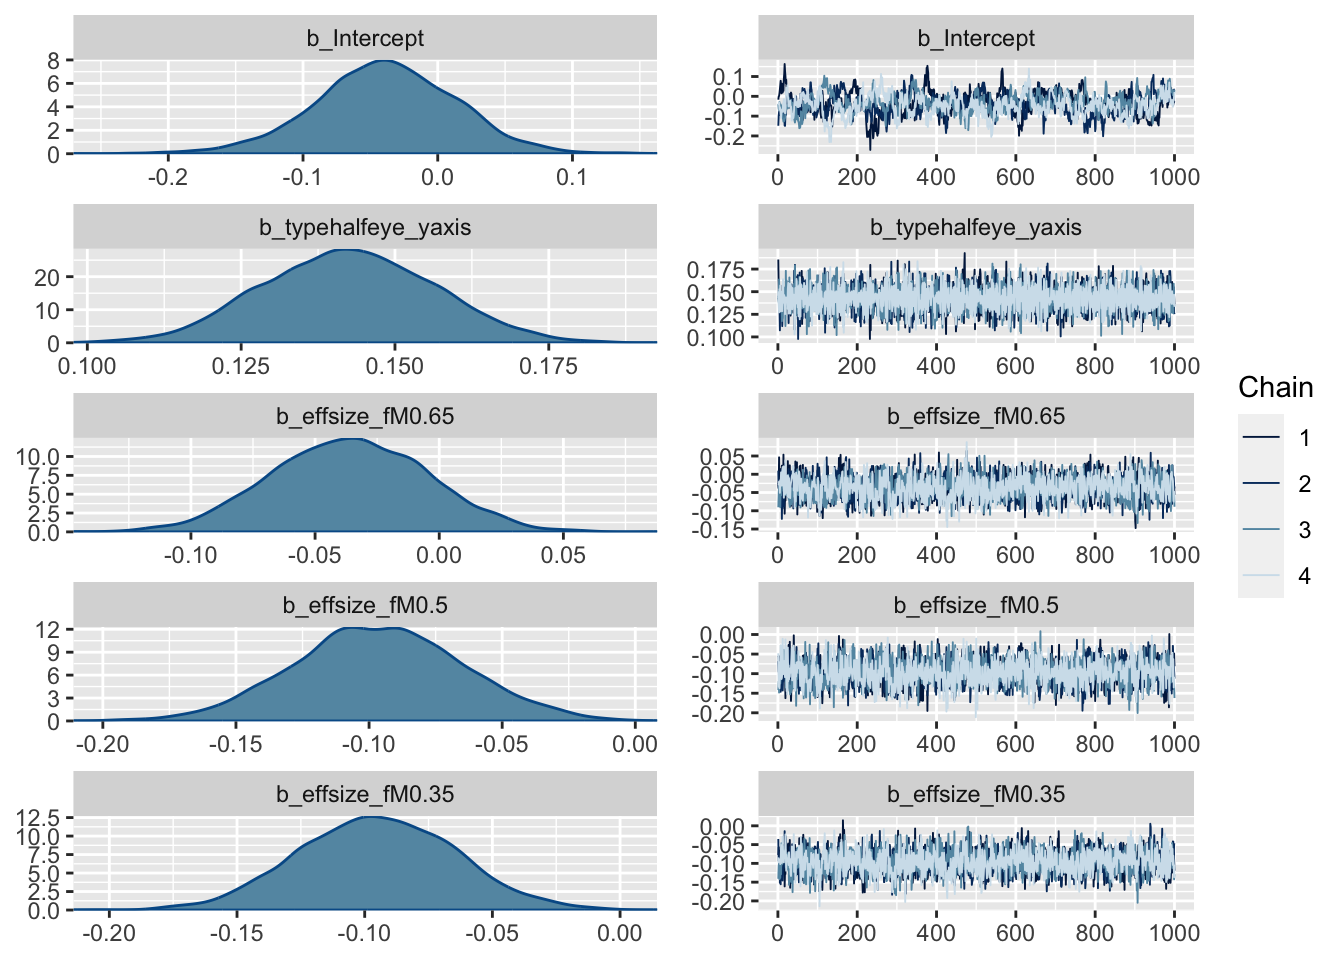 b_Intercept
8
6
4
2
0
-0.2 -0.1 0.0 0.1
b_Intercept
0.1
0.0
-0.1
-0.2
0 200 400 600 800 1000
b_typehalfeye_yaxis
20
10
0
0.100 0.125 0.150 0.175
b_typehalfeye_yaxis
0.175
0.150
0.125
0.100
0 200 400 600 800 1000
b_effsize_fM0.65
10.0
7.5
5.0
2.5
0.0
-0.10 -0.05 0.00 0.05
b_effsize_fM0.65
0.05
0.00
-0.05
-0.10
-0.15
0 200 400 600 800 1000
b_effsize_fM0.5
12
9
6
3
0
-0.20 -0.15 -0.10 -0.05 0.00
b_effsize_fM0.5
0.00
-0.05
-0.10
-0.15
-0.20
0 200 400 600 800 1000
b_effsize_fM0.35
12.5
10.0
7.5
5.0
2.5
0.0
-0.20 -0.15 -0.10 -0.05 0.00
b_effsize_fM0.35
0.00
-0.05
-0.10
-0.15
-0.20
0 200 400 600 800 1000
Chain
1
2
3
4